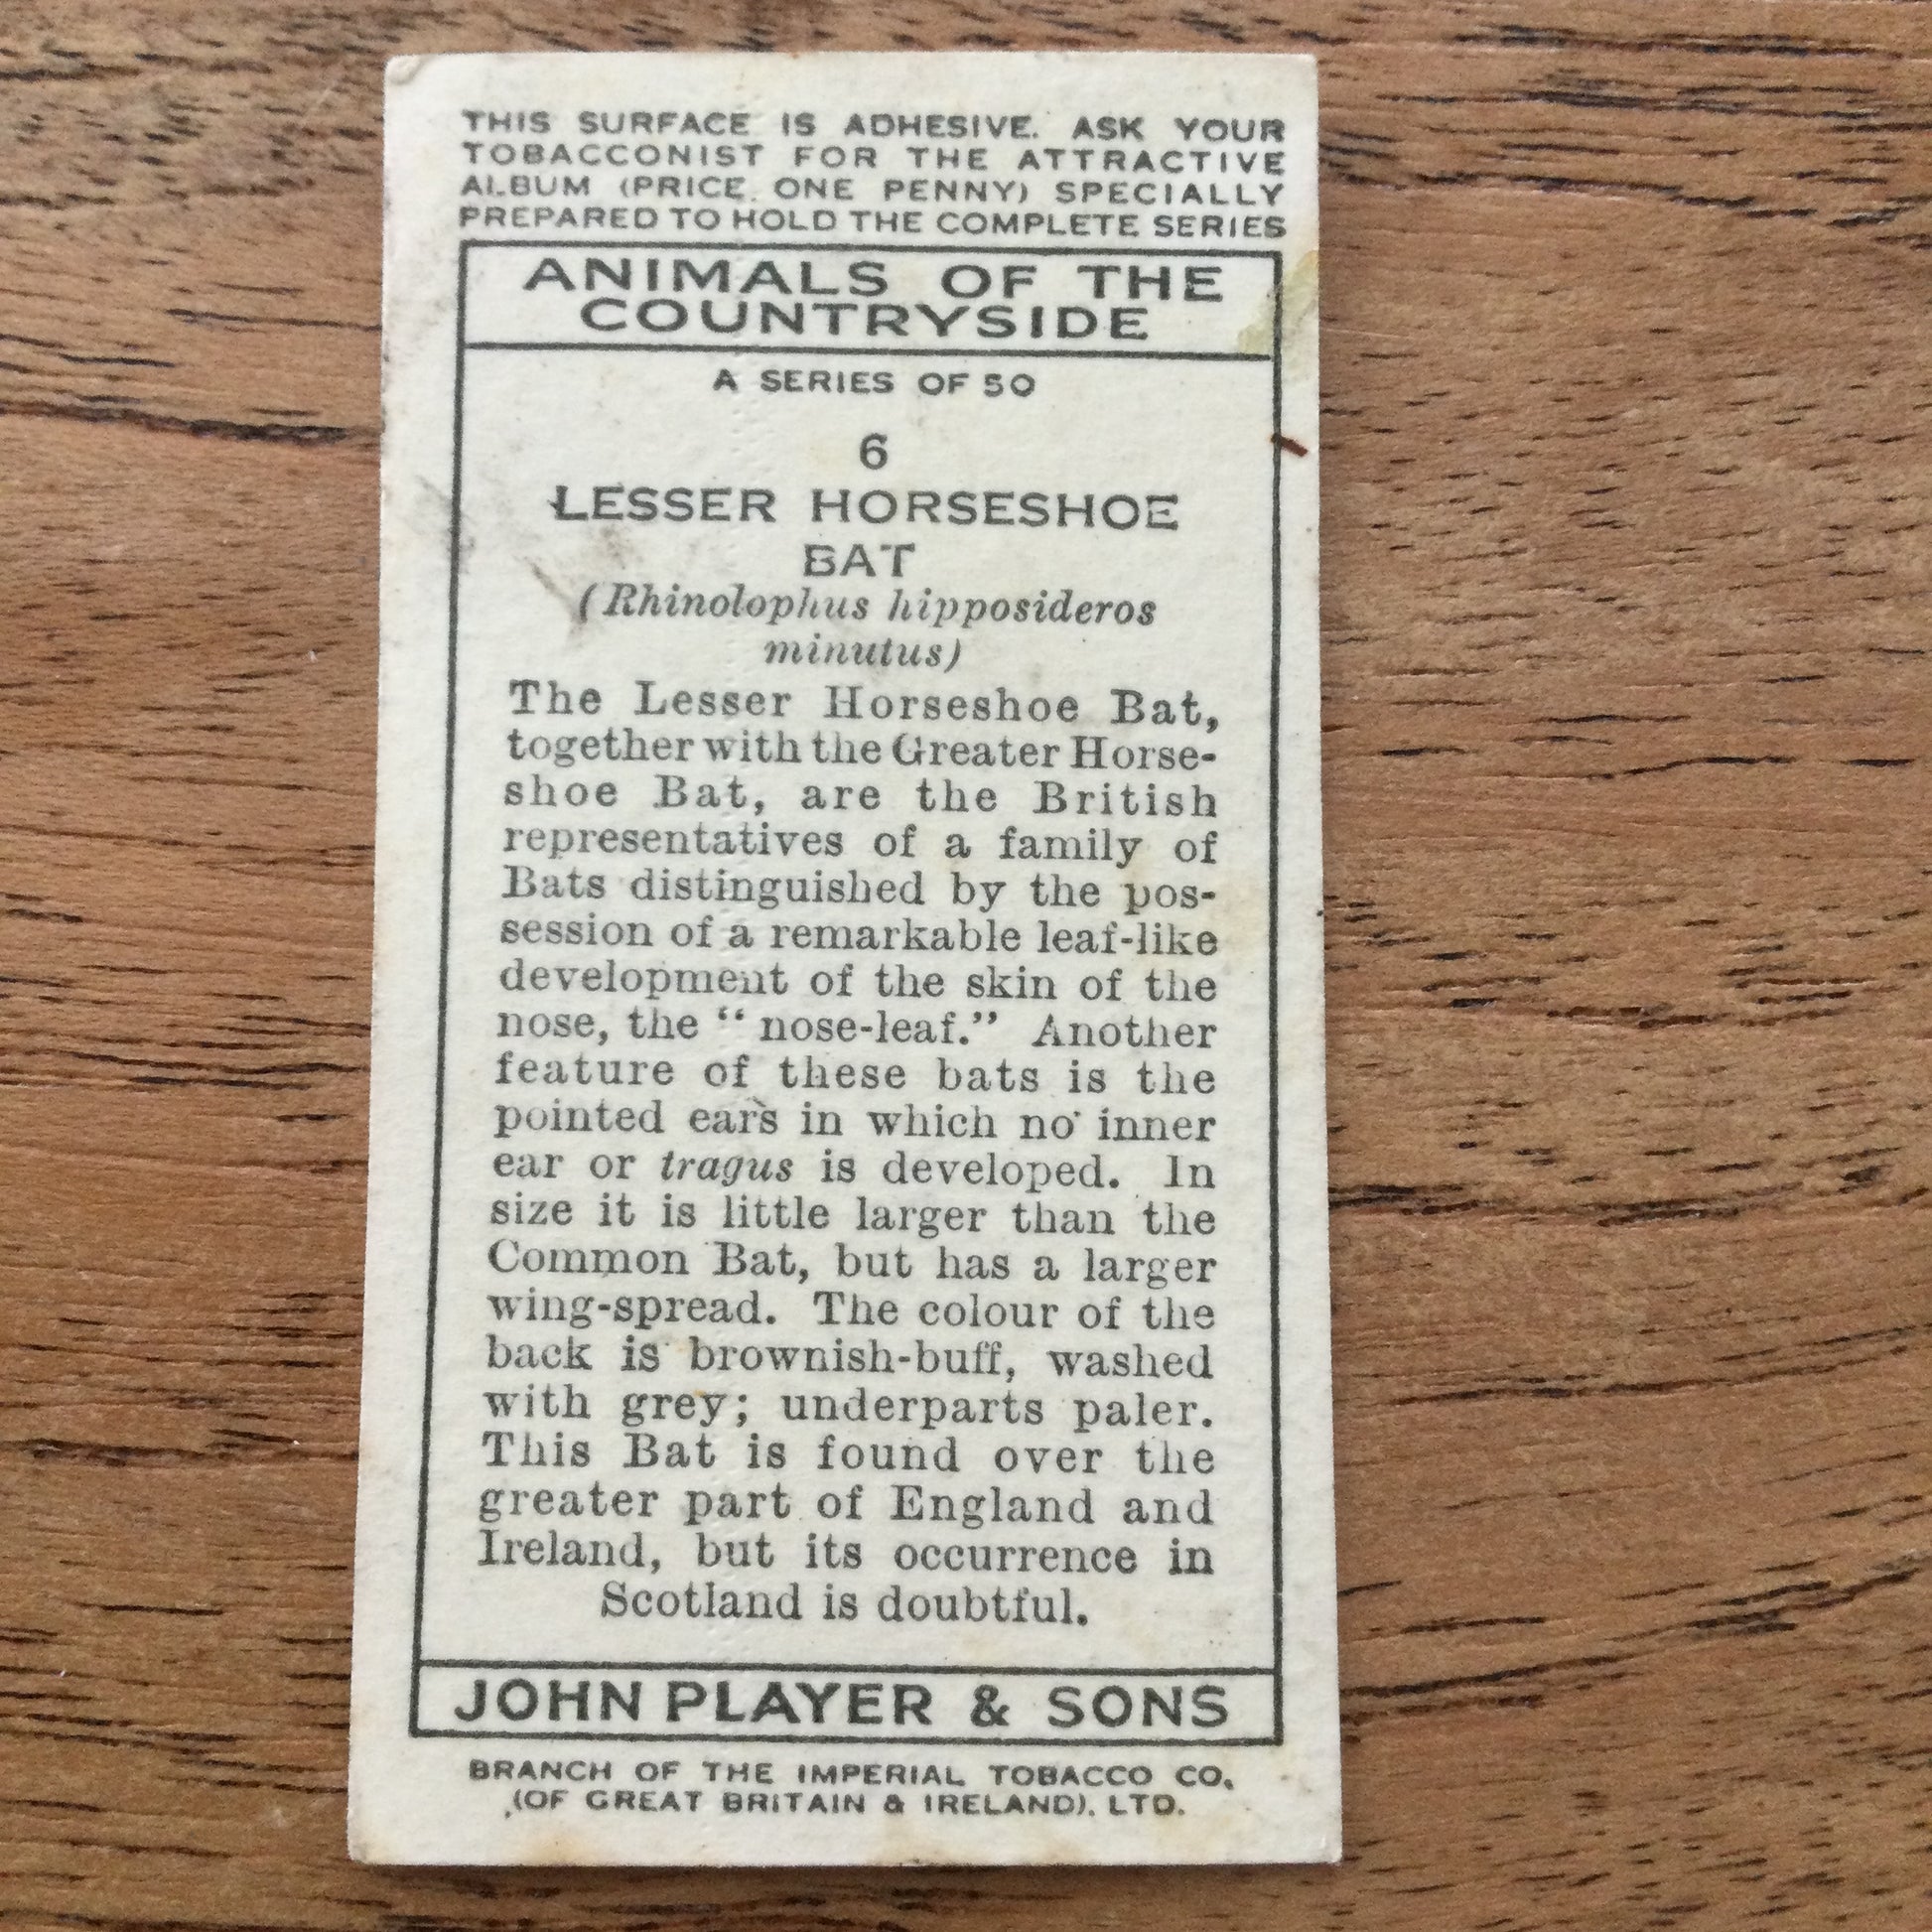 THIS SURFACE IS ADHESIVE. ASK YOUR
TOBACCONIST FOR THE ATTRACTIVE
ALBUM (PRICE ONE PENNY) SPECIALLY
PREPARED TO HOLD THE COMPLETE SERIES
ANIMALS OF THE
COUNTRYSIDE
A SERIES OF 50
6
LESSER HORSESHOE
BAT
(Rhinolophus hipposideros
minutus)
The Lesser Horseshoe Bat,
together with the Greater Horse-
shoe Bat, are the British
representatives of a family of
Bats distinguished by the pos-
session of a remarkable leaf-like
development of the skin of the
nose, the “ nose-leaf.” Another
feature of these bats is the
pointed ears in which no inner
ear or tragus is developed. In
size it is little larger than the
Common Bat, but has a larger
wing-spread. The colour of the
back is brownish-buff, washed
with grey; underparts paler.
This Bat is found over the
greater part of England and
Ireland, but its occurrence in
Scotland is doubtful.
JOHN PLAYER & SONS
BRANCH OF THE IMPERIAL TOBACCO CO.
(OF GREAT BRITAIN & IRELAND), LTD.